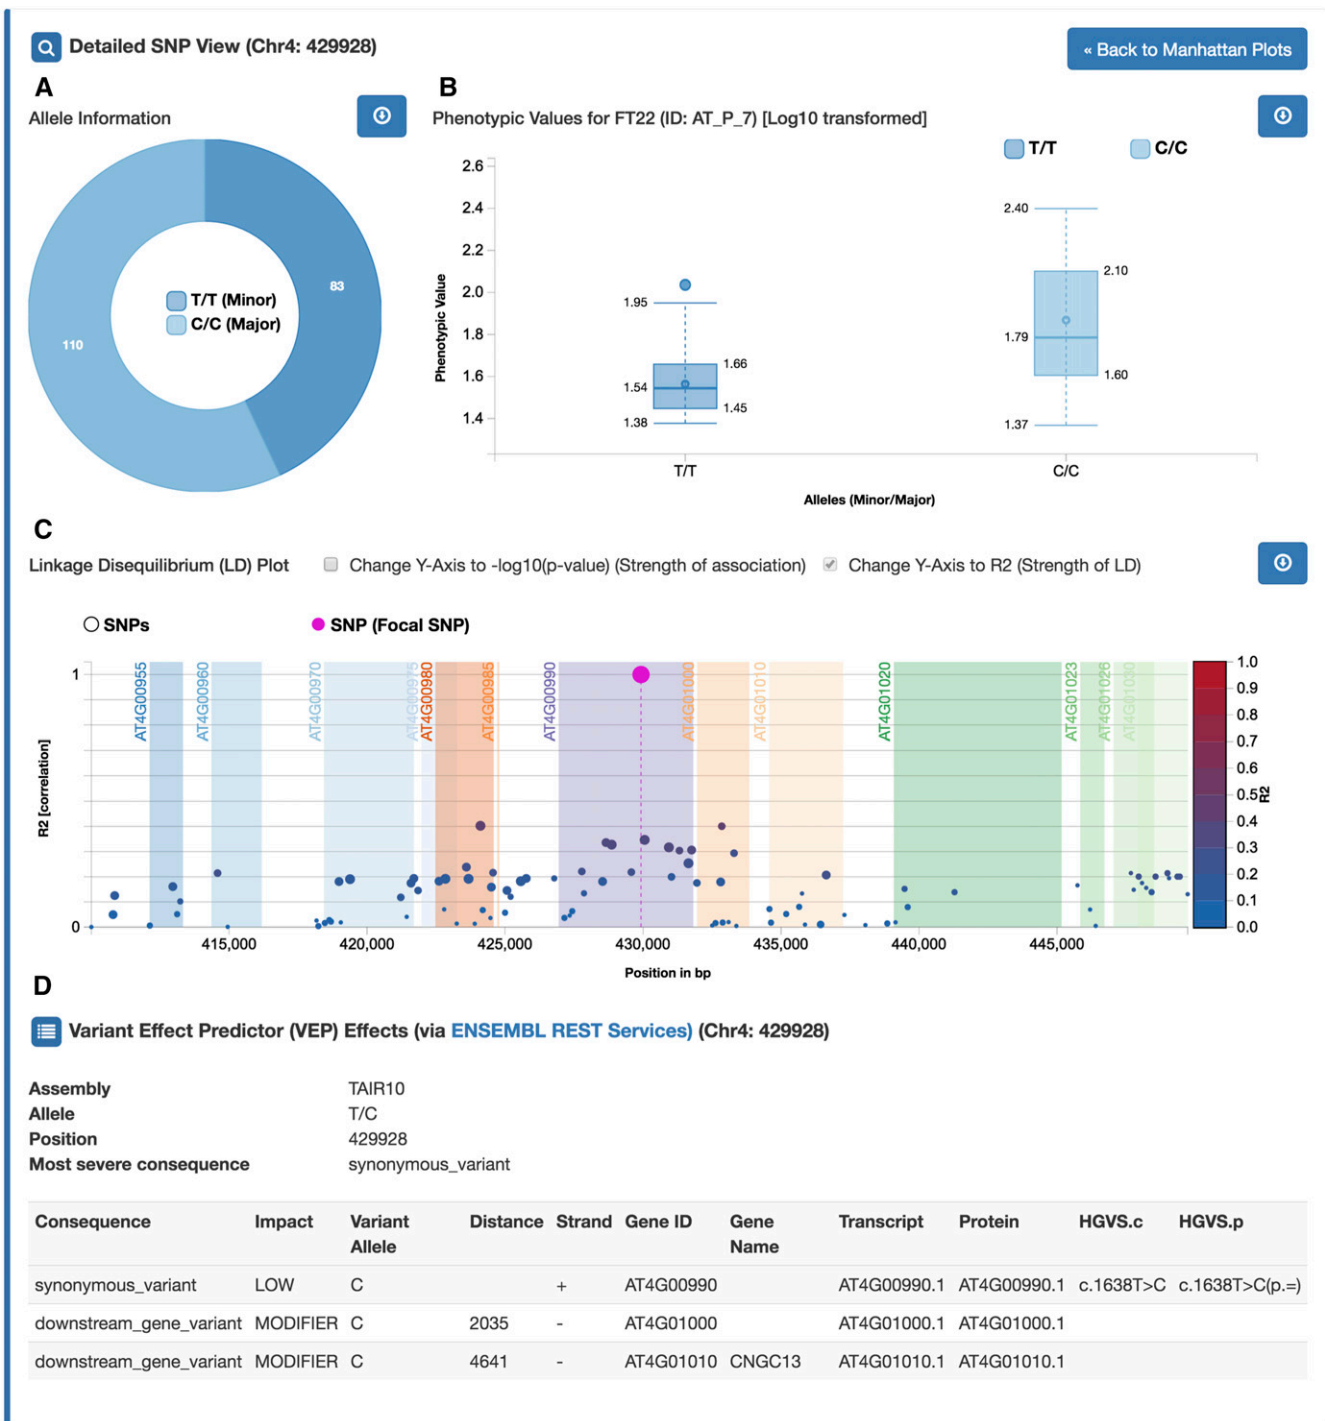 Detailed SNP View (Chr4: 429928)
« Back to Manhattan Plots
A
Allele Information
83
110
T/T (Minor)
C/C (Major)
B
Phenotypic Values for FT22 (ID: AT_P_7) [Log10 transformed]
T/T
C/C
Phenotypic Value
2.6
2.4
2.2
2.0
1.8
1.6
1.4
1.95
1.66
1.54
1.45
1.38
2.40
2.10
1.79
1.60
1.37
T/T
C/C
Alleles (Minor/Major)
C
Linkage Disequilibrium (LD) Plot
Change Y-Axis to -log10(p-value) (Strength of association)
Change Y-Axis to R2 (Strength of LD)
SNPs
SNP (Focal SNP)
R2 [correlation]
1
0
AT4G00955
AT4G00960
AT4G00970
AT4G00975
AT4G00980
AT4G00985
AT4G00990
AT4G01000
AT4G01010
AT4G01020
AT4G01023
AT4G01026
AT4G01030
1.0
0.9
0.8
0.7
0.6
0.5
0.4
0.3
0.2
0.1
0.0
R2
415,000
420,000
425,000
430,000
435,000
440,000
445,000
Position in bp
D
Variant Effect Predictor (VEP) Effects (via ENSEMBL REST Services) (Chr4: 429928)
Assembly TAIR10
Allele T/C
Position 429928
Most severe consequence synonymous_variant
Consequence Impact Variant Allele Distance Strand Gene ID Gene Name Transcript Protein HGVS.c HGVS.p
synonymous_variant LOW C + AT4G00990 AT4G00990.1 AT4G00990.1 c.1638T>C c.1638T>C(p.=)
downstream_gene_variant MODIFIER C 2035 - AT4G01000 AT4G01000.1 AT4G01000.1
downstream_gene_variant MODIFIER C 4641 - AT4G01010 CNGC13 AT4G01010.1 AT4G01010.1